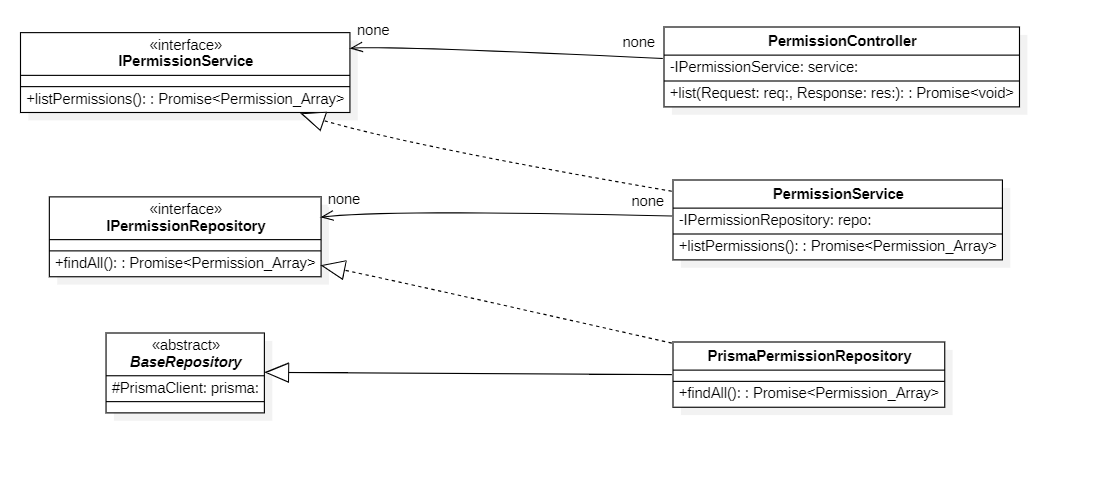 «interface»
IPermissionService
+listPermissions(): : Promise<Permission_Array>
none
none
PermissionController
-IPermissionService: service:
+list(Request: req:, Response: res:): : Promise<void>
«interface»
IPermissionRepository
+findAll(): : Promise<Permission_Array>
none
none
PermissionService
-IPermissionRepository: repo:
+listPermissions(): : Promise<Permission_Array>
«abstract»
BaseRepository
#PrismaClient: prisma:
PrismaPermissionRepository
+findAll(): : Promise<Permission_Array>